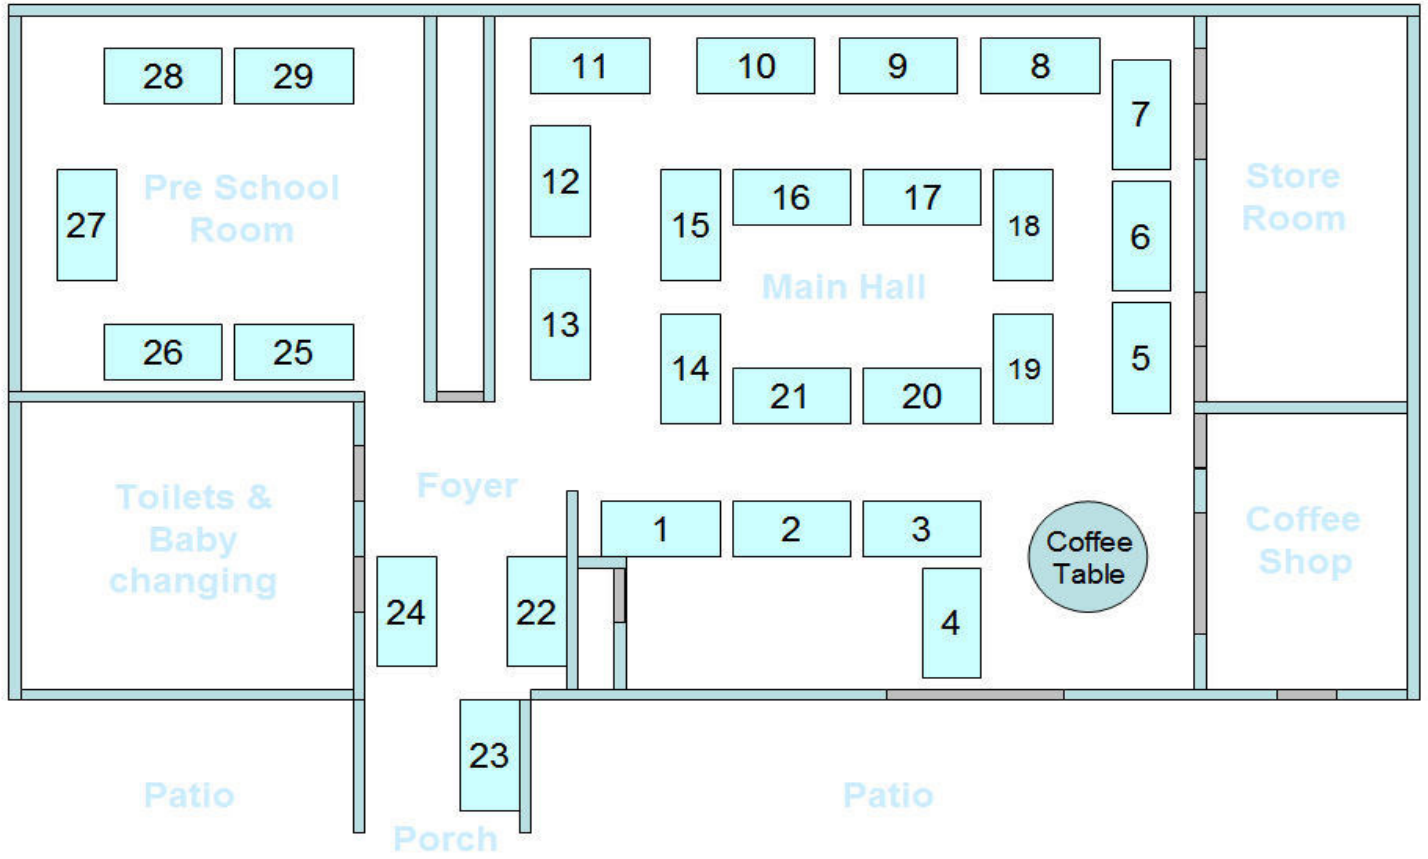 11
10
9
8
28
29
7
12
Pre School
Room
27
15
16
17
18
6
Store
Room
Main Hall
13
26
25
14
21
20
19
5
Foyer
Toilets &
Baby
changing
1
2
3
Coffee
Table
Coffee
Shop
24
22
4
23
Patio
Porch
Patio